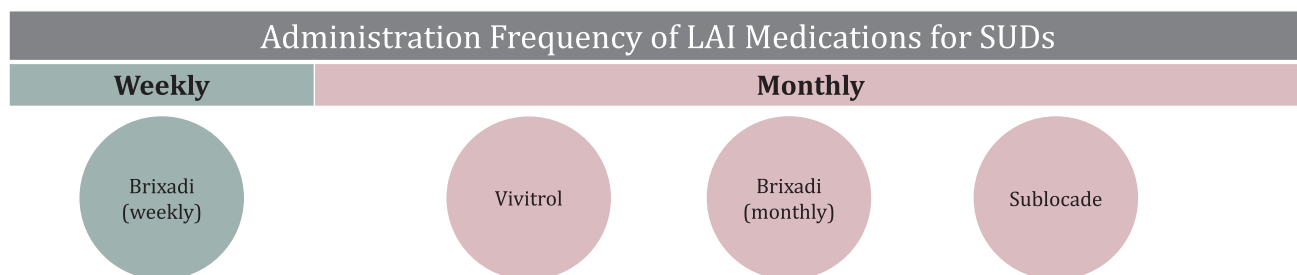 Administration Frequency of LAI Medications for SUDs
Weekly
Monthly
Brixadi
(weekly)
Vivitrol
Brixadi
(monthly)
Sublocade